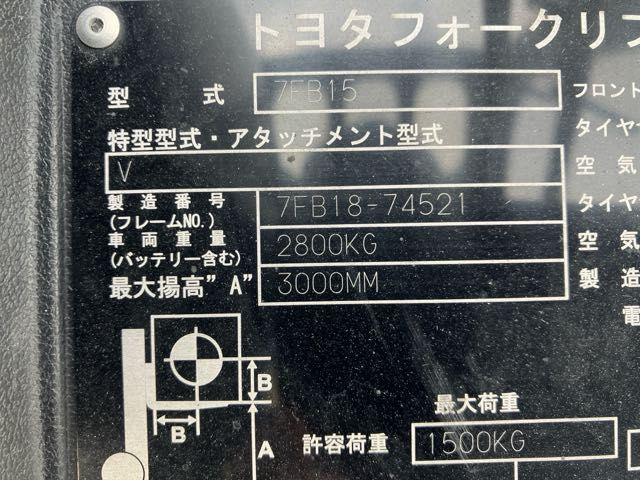 トヨタフォークリフ
型 式 7FB15 フロント
特型型式・アタッチメント型式 タイヤ
V 空 気
製造番号 (フレームNO.) 7FB18-74521 タイヤ
車両重量 (バッテリー含む) 2800KG 空 気
最大揚高"A" 3000MM 製 造
電
B
B
A
最大荷重
許容荷重 1500KG